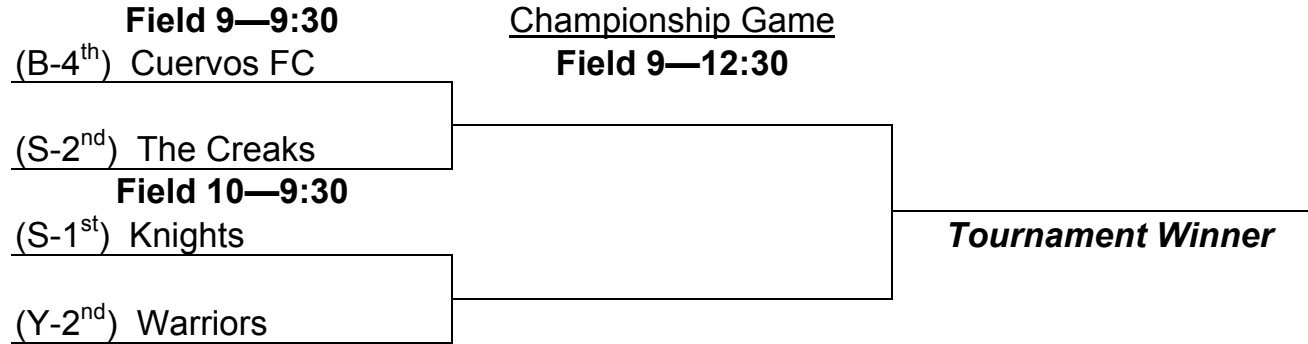 Field 9—9:30
Championship Game
(B-4th) Cuervos FC
Field 9—12:30
(S-2nd) The Creaks
Field 10—9:30
(S-1st) Knights
Tournament Winner
(Y-2nd) Warriors